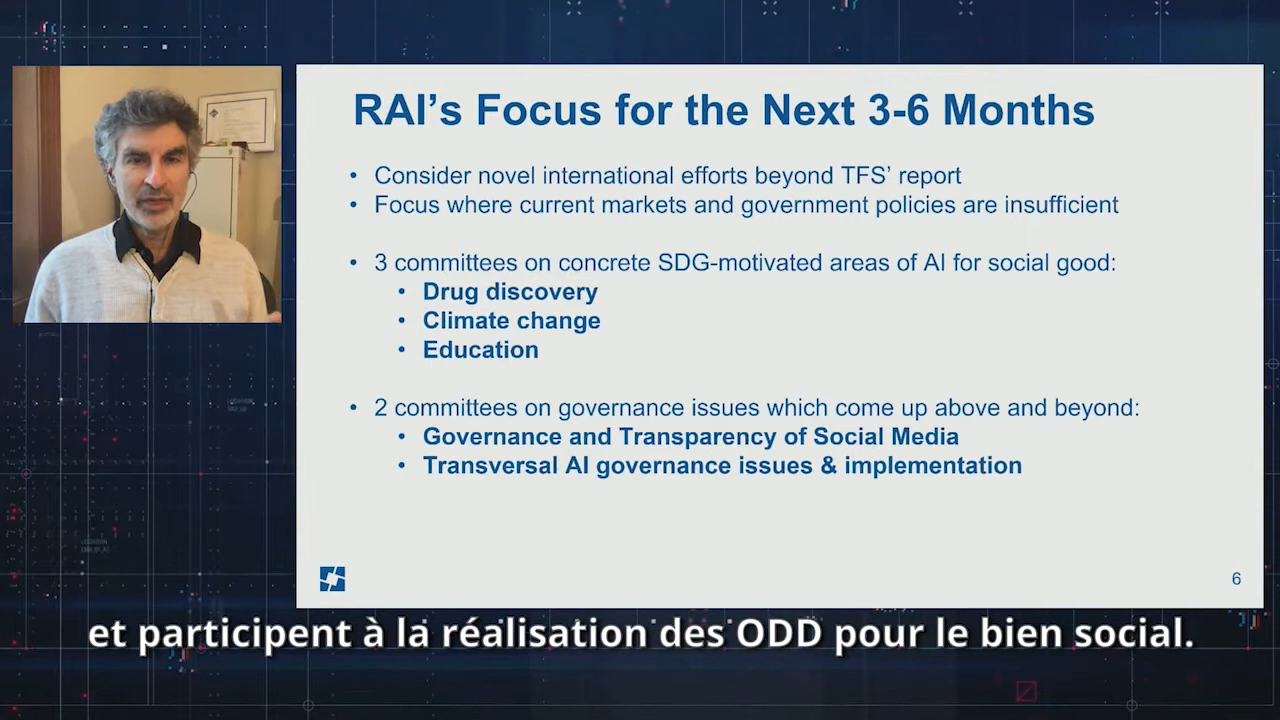 RAI’s Focus for the Next 3-6 Months
• Consider novel international efforts beyond TFS’ report
• Focus where current markets and government policies are insufficient
• 3 committees on concrete SDG-motivated areas of AI for social good:
• Drug discovery
• Climate change
• Education
• 2 committees on governance issues which come up above and beyond:
• Governance and Transparency of Social Media
• Transversal AI governance issues & implementation
6
et participent à la réalisation des ODD pour le bien social.